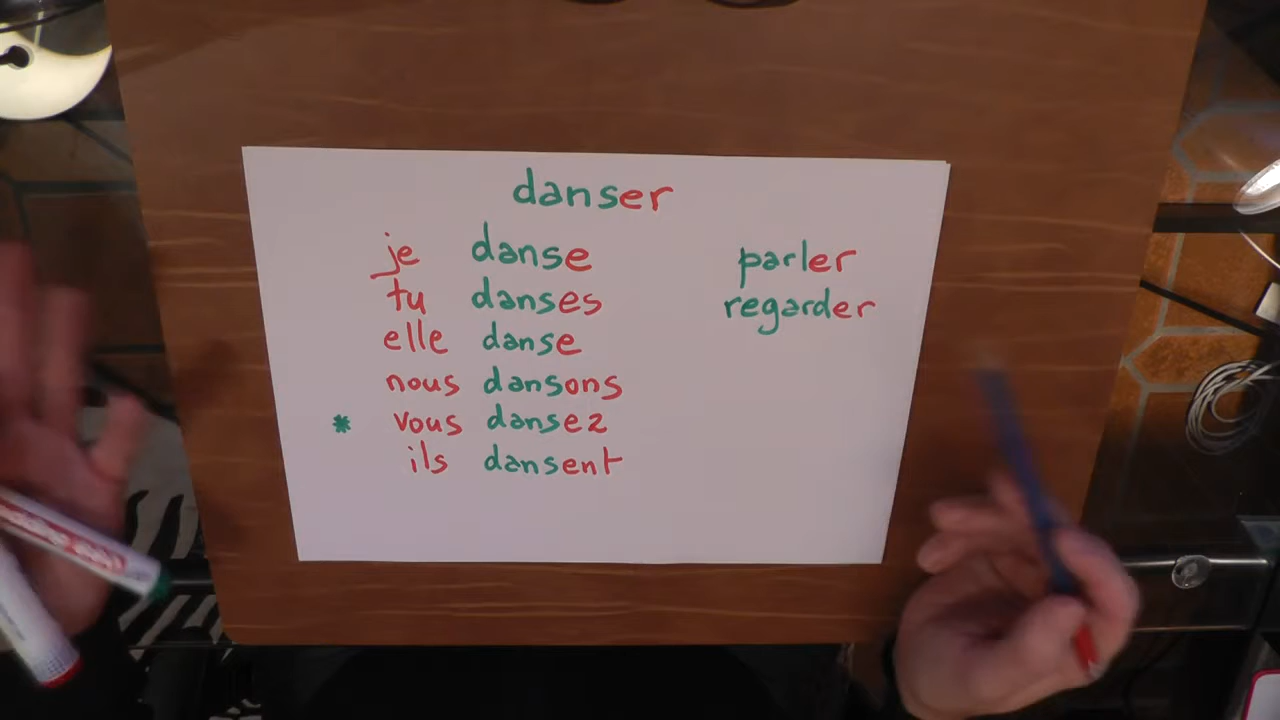 danser
je danse
tu danses
elle danse
nous dansons
* vous dansez
ils dansent
parler
regarder